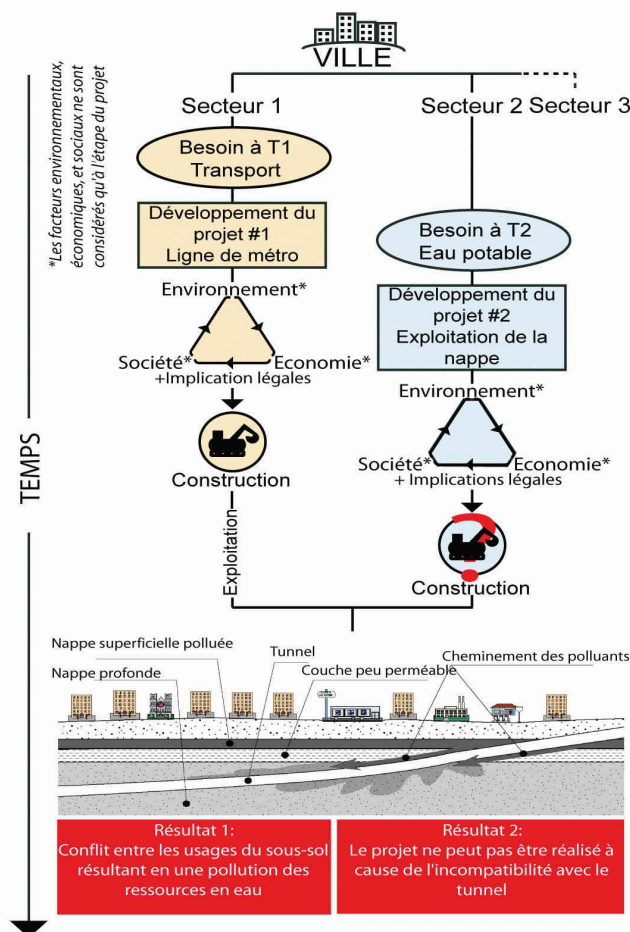 VILLE
*Les facteurs environnementaux,
économiques, et sociaux ne sont
considérés qu'à l'étape du projet
TEMPS
Secteur 1
Secteur 2
Secteur 3
Besoin à T1
Transport
Développement du
projet #1
Ligne de métro
Environnement*
Société*
Economie*
+Implication légales
Construction
Exploitation
Besoin à T2
Eau potable
Développement du
projet #2
Exploitation de la
nappe
Environnement*
Société*
Economie*
+ Implications légales
Construction
Nappe superficielle polluée
Nappe profonde
Tunnel
Couche peu perméable
Cheminement des polluants
Résultat 1:
Conflit entre les usages du sous-sol
résultant en une pollution des
ressources en eau
Résultat 2:
Le projet ne peut pas être réalisé à
cause de l'incompatibilité avec le
tunnel